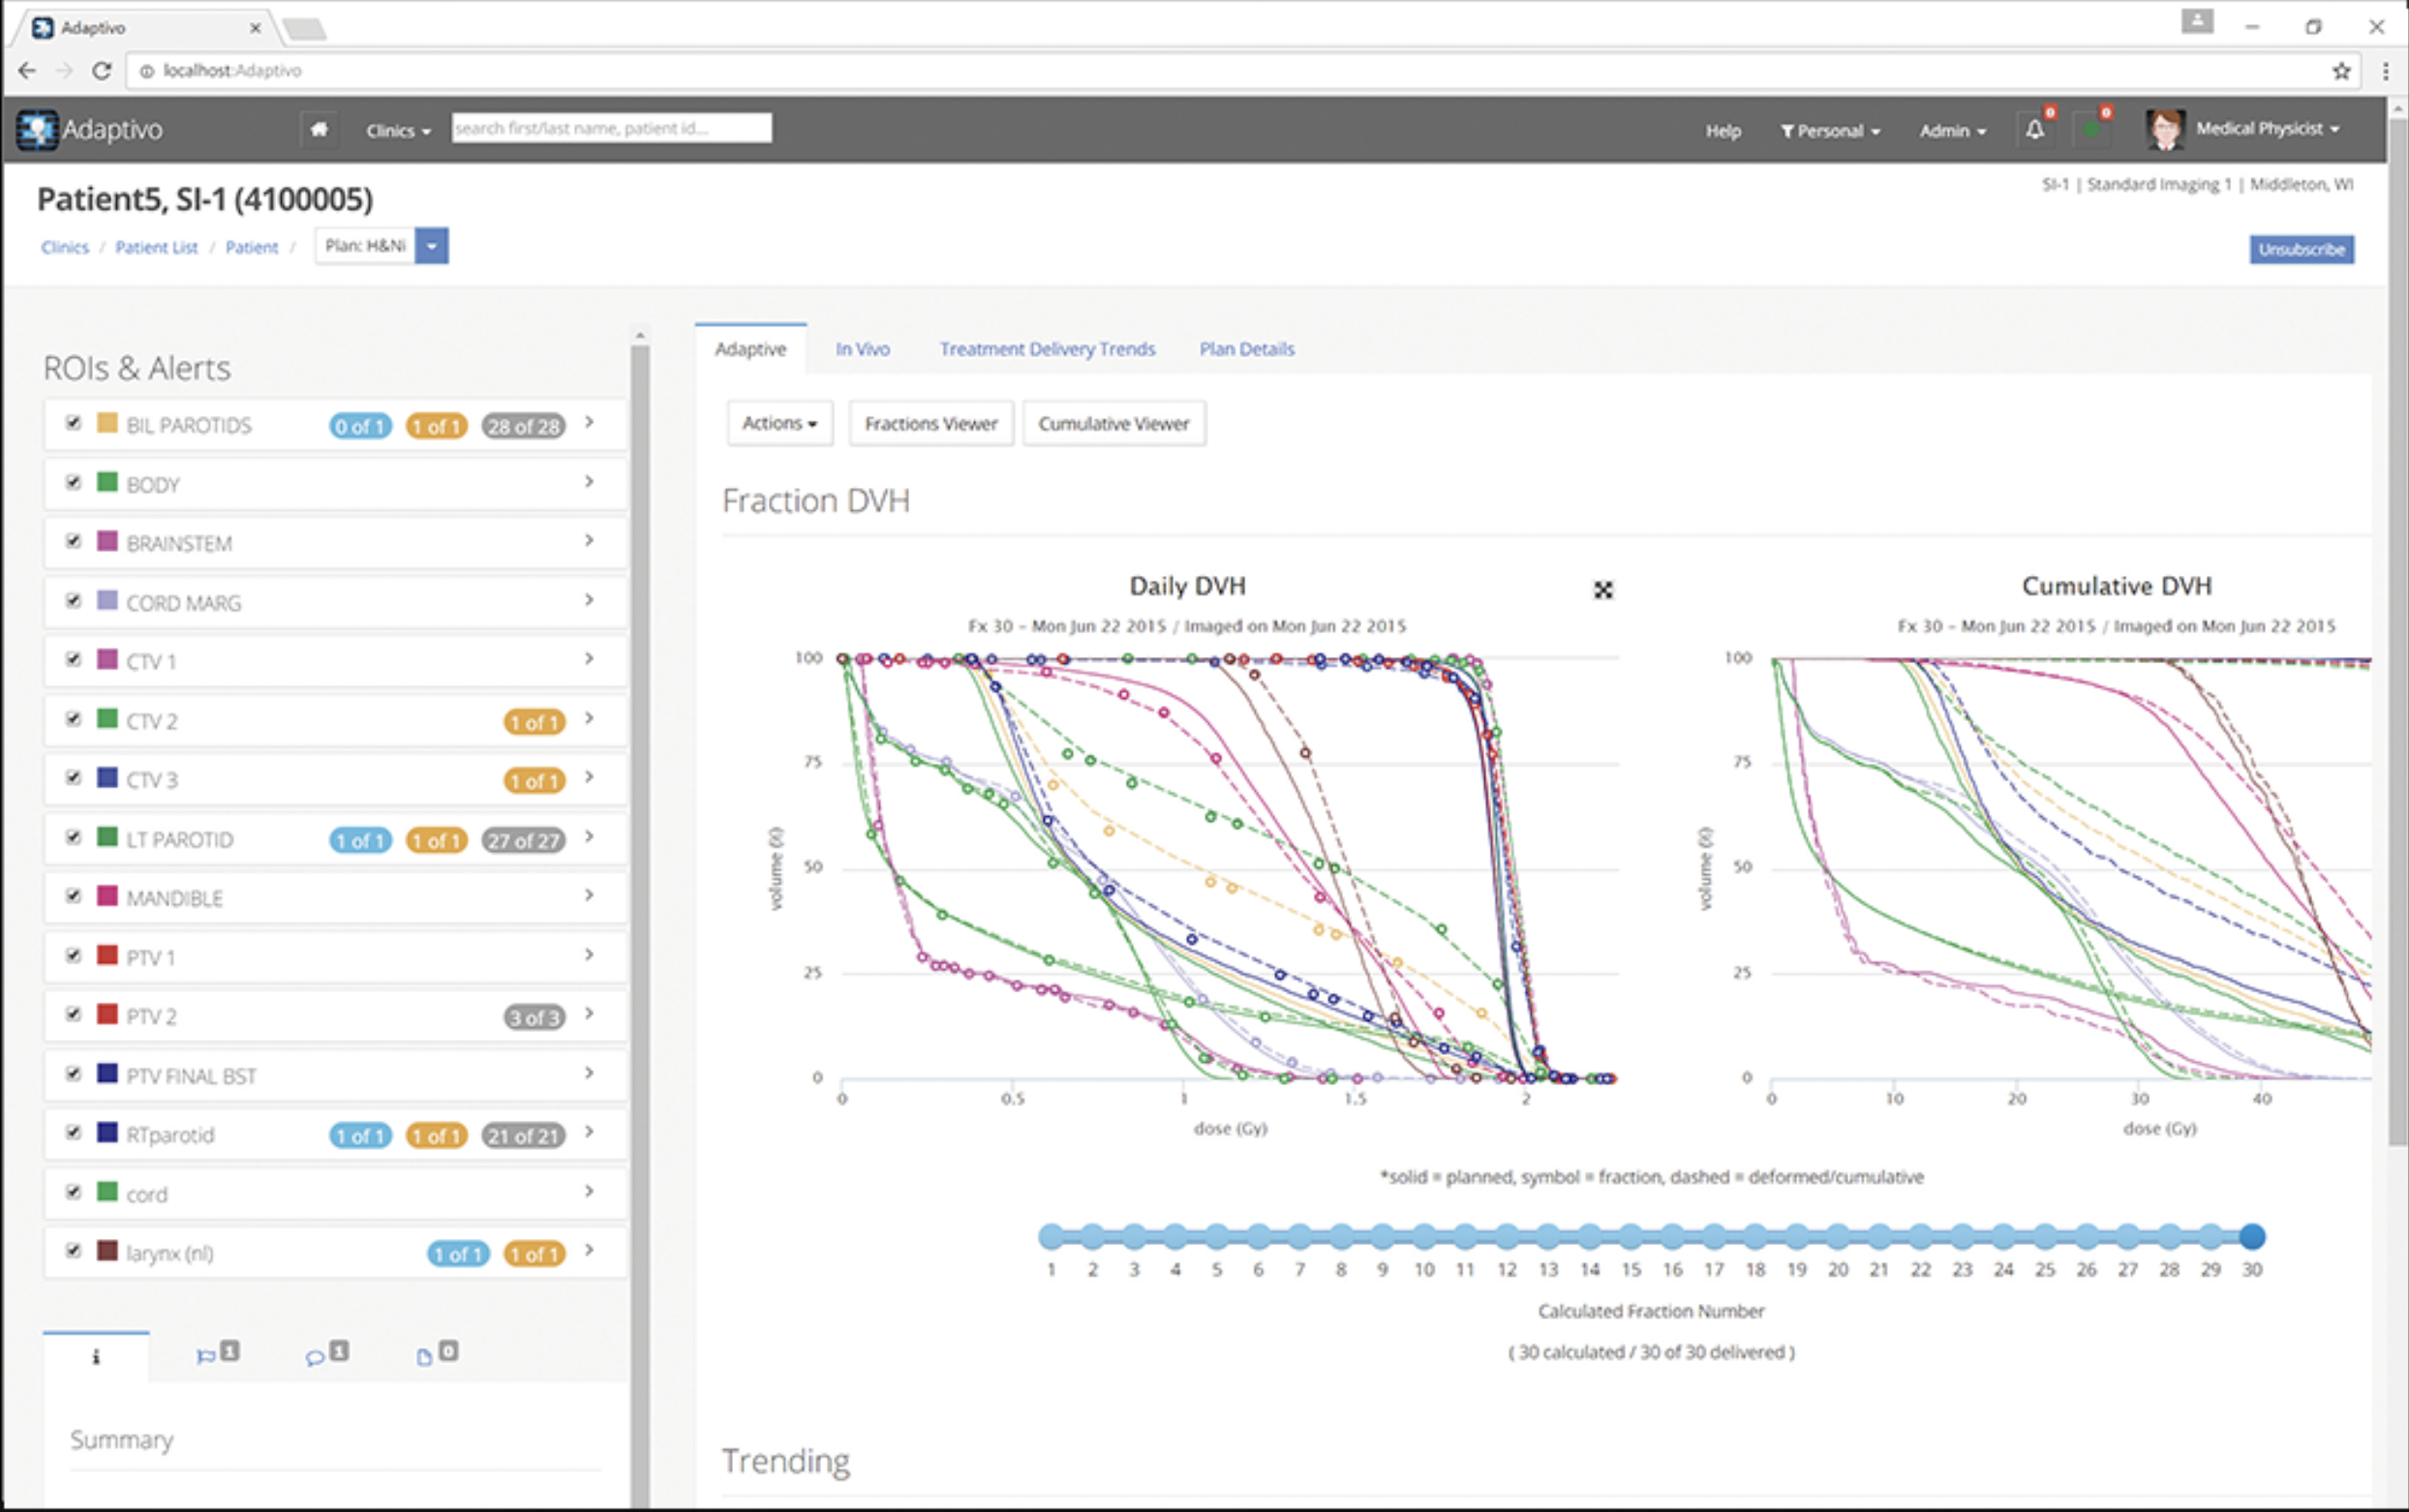 Adaptivo
localhost:Adaptivo
Adaptivo
Clinics
search first/last name, patient id...
Help
Personal
Admin
0
0
Medical Physicist
Patient5, SI-1 (4100005)
SI-1 | Standard Imaging 1 | Middleton, WI
Clinics / Patient List / Patient /
Plan: H&Ni
Unsubscribe
ROIs & Alerts
BIL PAROTIDS 0 of 1 1 of 1 28 of 28
BODY
BRAINSTEM
CORD MARG
CTV 1
CTV 2 1 of 1
CTV 3 1 of 1
LT PAROTID 1 of 1 1 of 1 27 of 27
MANDIBLE
PTV 1
PTV 2 3 of 3
PTV FINAL BST
RTparotid 1 of 1 1 of 1 21 of 21
cord
larynx (nl) 1 of 1 1 of 1
i
1
1
0
Summary
Adaptive In Vivo Treatment Delivery Trends Plan Details
Actions Fractions Viewer Cumulative Viewer
Fraction DVH
Daily DVH
Fx 30 - Mon Jun 22 2015 / Imaged on Mon Jun 22 2015
100
75
50
25
0
volume (%)
0 0.5 1 1.5 2
dose (Gy)
Cumulative DVH
Fx 30 - Mon Jun 22 2015 / Imaged on Mon Jun 22 2015
100
75
50
25
0
volume (%)
0 10 20 30 40
dose (Gy)
*solid = planned, symbol = fraction, dashed = deformed/cumulative
1 2 3 4 5 6 7 8 9 10 11 12 13 14 15 16 17 18 19 20 21 22 23 24 25 26 27 28 29 30
Calculated Fraction Number
( 30 calculated / 30 of 30 delivered )
Trending